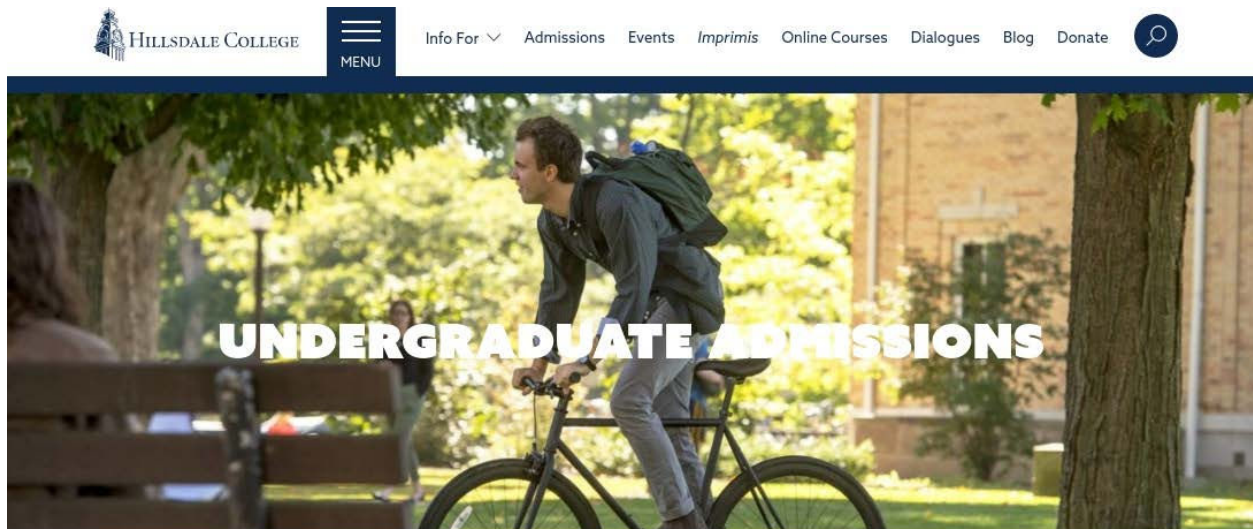 HILLSDALE COLLEGE
MENU
Info For Admissions Events Imprimis Online Courses Dialogues Blog Donate
UNDERGRADUATE ADMISSIONS